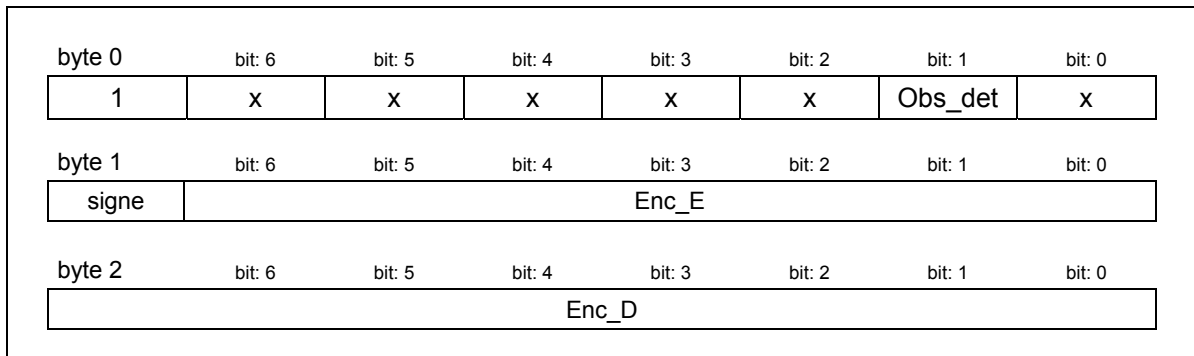 byte 0 bit: 6 bit: 5 bit: 4 bit: 3 bit: 2 bit: 1 bit: 0
1 x x x x x Obs_det x
byte 1 bit: 6 bit: 5 bit: 4 bit: 3 bit: 2 bit: 1 bit: 0
signe Enc_E
byte 2 bit: 6 bit: 5 bit: 4 bit: 3 bit: 2 bit: 1 bit: 0
Enc_D